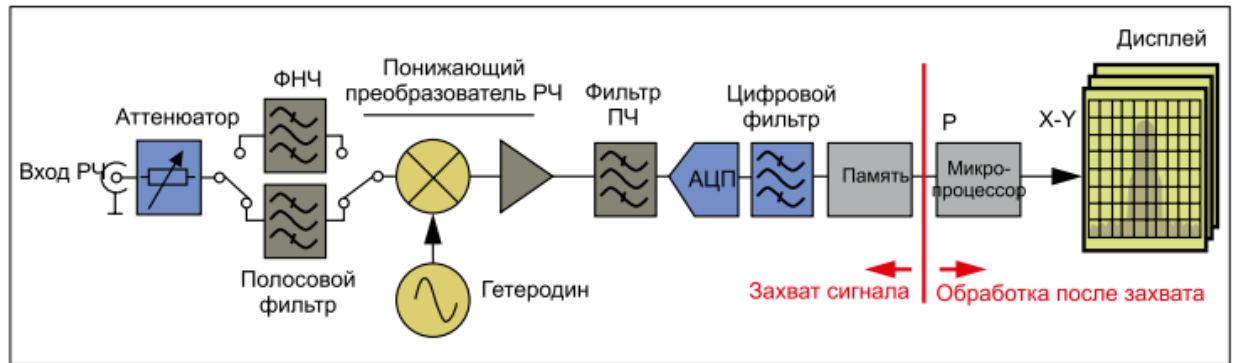 Дисплей
Понижающий
преобразователь РЧ
ФНЧ
Фильтр
ПЧ
Цифровой
фильтр
Аттенюатор
P
X-Y
Вход РЧ
АЦП
Память
Микро-
процессор
Полосовой
фильтр
Гетеродин
Захват сигнала
Обработка после захвата